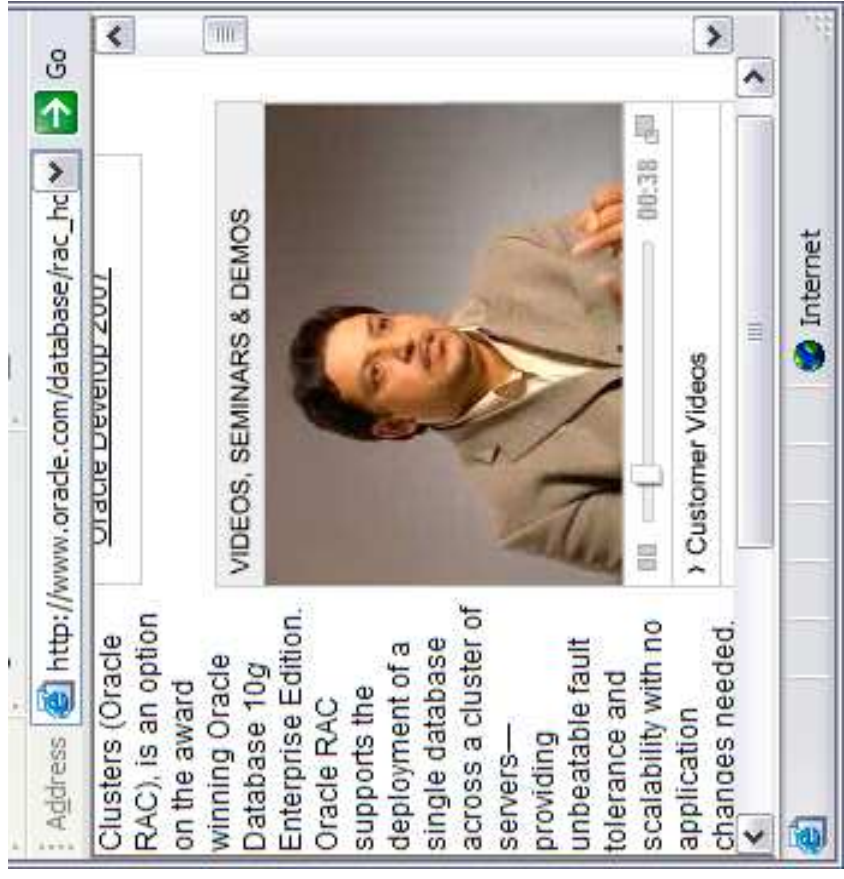 Address http://www.oracle.com/database/rac_ho Go
Clusters (Oracle
RAC), is an option
on the award
winning Oracle
Database 10g
Enterprise Edition.
Oracle RAC
supports the
deployment of a
single database
across a cluster of
servers—
providing
unbeatable fault
tolerance and
scalability with no
application
changes needed.
Oracle Develop 2007
VIDEOS, SEMINARS & DEMOS
00:38
› Customer Videos
Internet